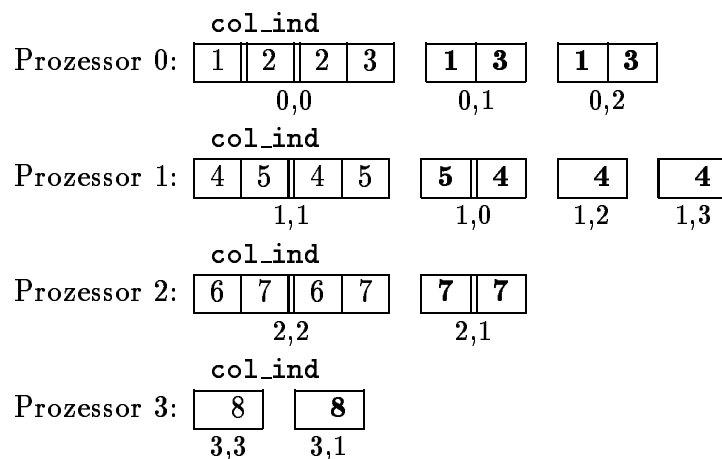 col_ind
Prozessor 0: 1 2 2 3 1 3 1 3
0,0 0,1 0,2
col_ind
Prozessor 1: 4 5 4 5 5 4 4 4
1,1 1,0 1,2 1,3
col_ind
Prozessor 2: 6 7 6 7 7 7
2,2 2,1
col_ind
Prozessor 3: 8 8
3,3 3,1